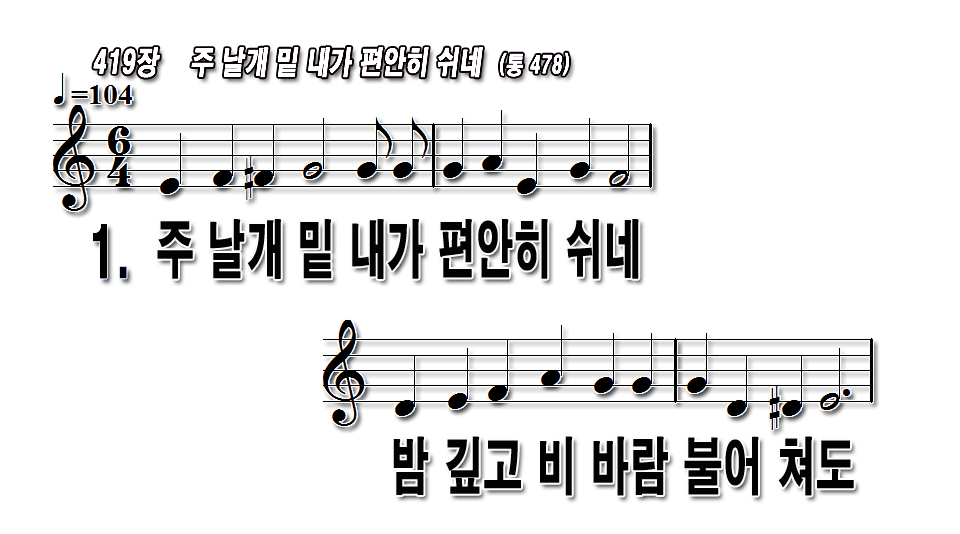 419장 주 날개 밑 내가 편안히 쉬네 (통 478)
♩=104
6
4
1. 주 날개 밑 내가 편안히 쉬네
밤 깊고 비 바람 불어 쳐도